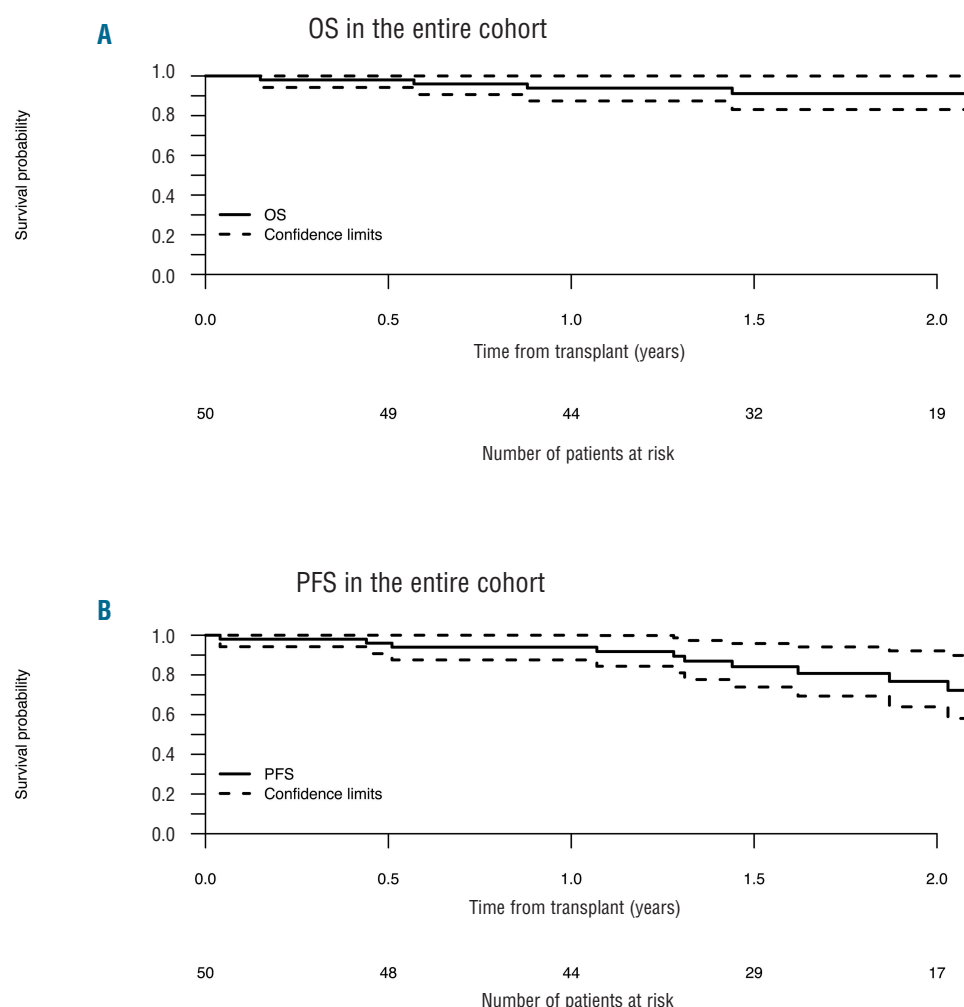 A
OS in the entire cohort
Survival probability
1.0
0.8
0.6
0.4
0.2
0.0
OS
Confidence limits
0.0 0.5 1.0 1.5 2.0
Time from transplant (years)
50 49 44 32 19
Number of patients at risk
PFS in the entire cohort
B
Survival probability
1.0
0.8
0.6
0.4
0.2
0.0
PFS
Confidence limits
0.0 0.5 1.0 1.5 2.0
Time from transplant (years)
50 48 44 29 17
Number of patients at risk